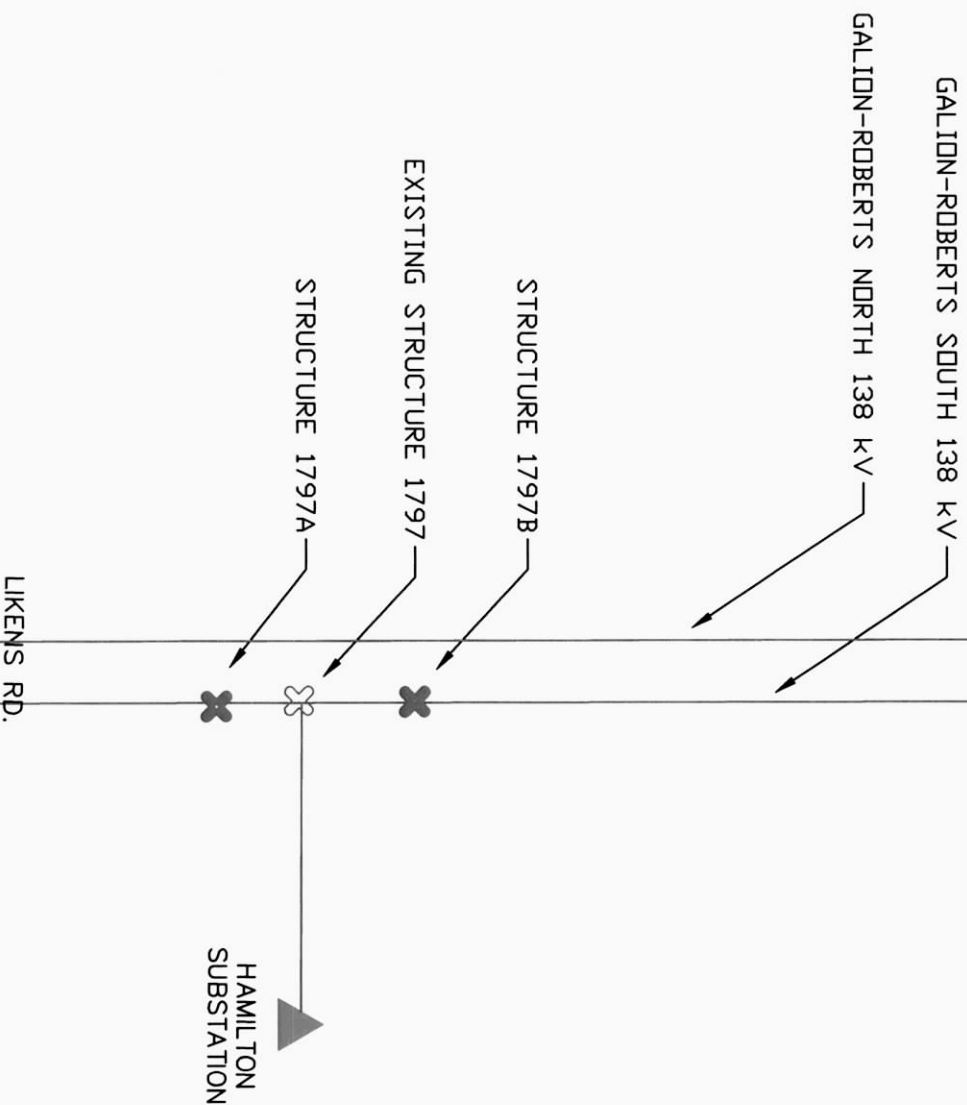 GALION-ROBERTS SOUTH 138 kV
GALION-ROBERTS NORTH 138 kV
STRUCTURE 1797B
EXISTING STRUCTURE 1797
STRUCTURE 1797A
HAMILTON
SUBSTATION
LIKENS RD.